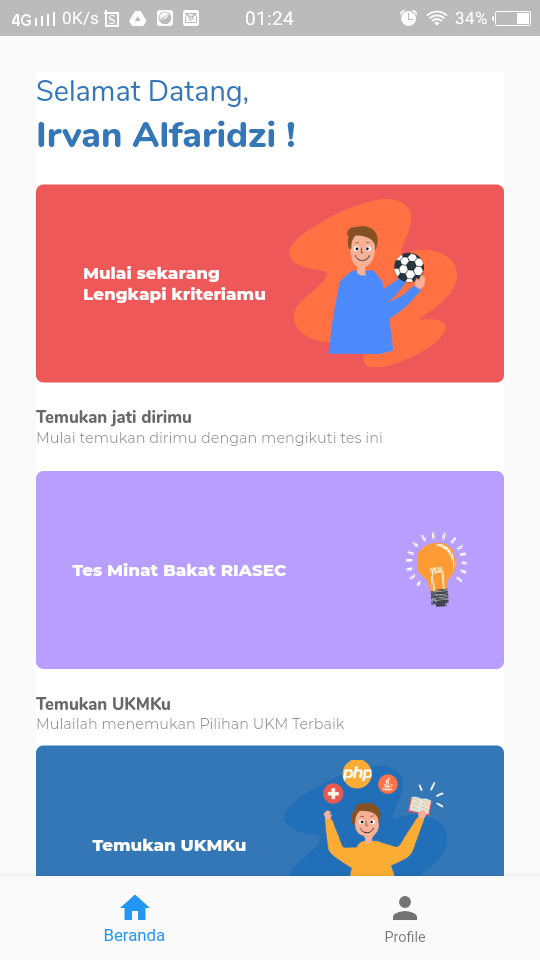 4G 0K/s 01:24 34%
Selamat Datang,
Irvan Alfaridzi !
Mulai sekarang
Lengkapi kriteriamu
Temukan jati dirimu
Mulai temukan dirimu dengan mengikuti tes ini
Tes Minat Bakat RIASEC
Temukan UKMKu
Mulailah menemukan Pilihan UKM Terbaik
php
Temukan UKMKu
Beranda
Profile